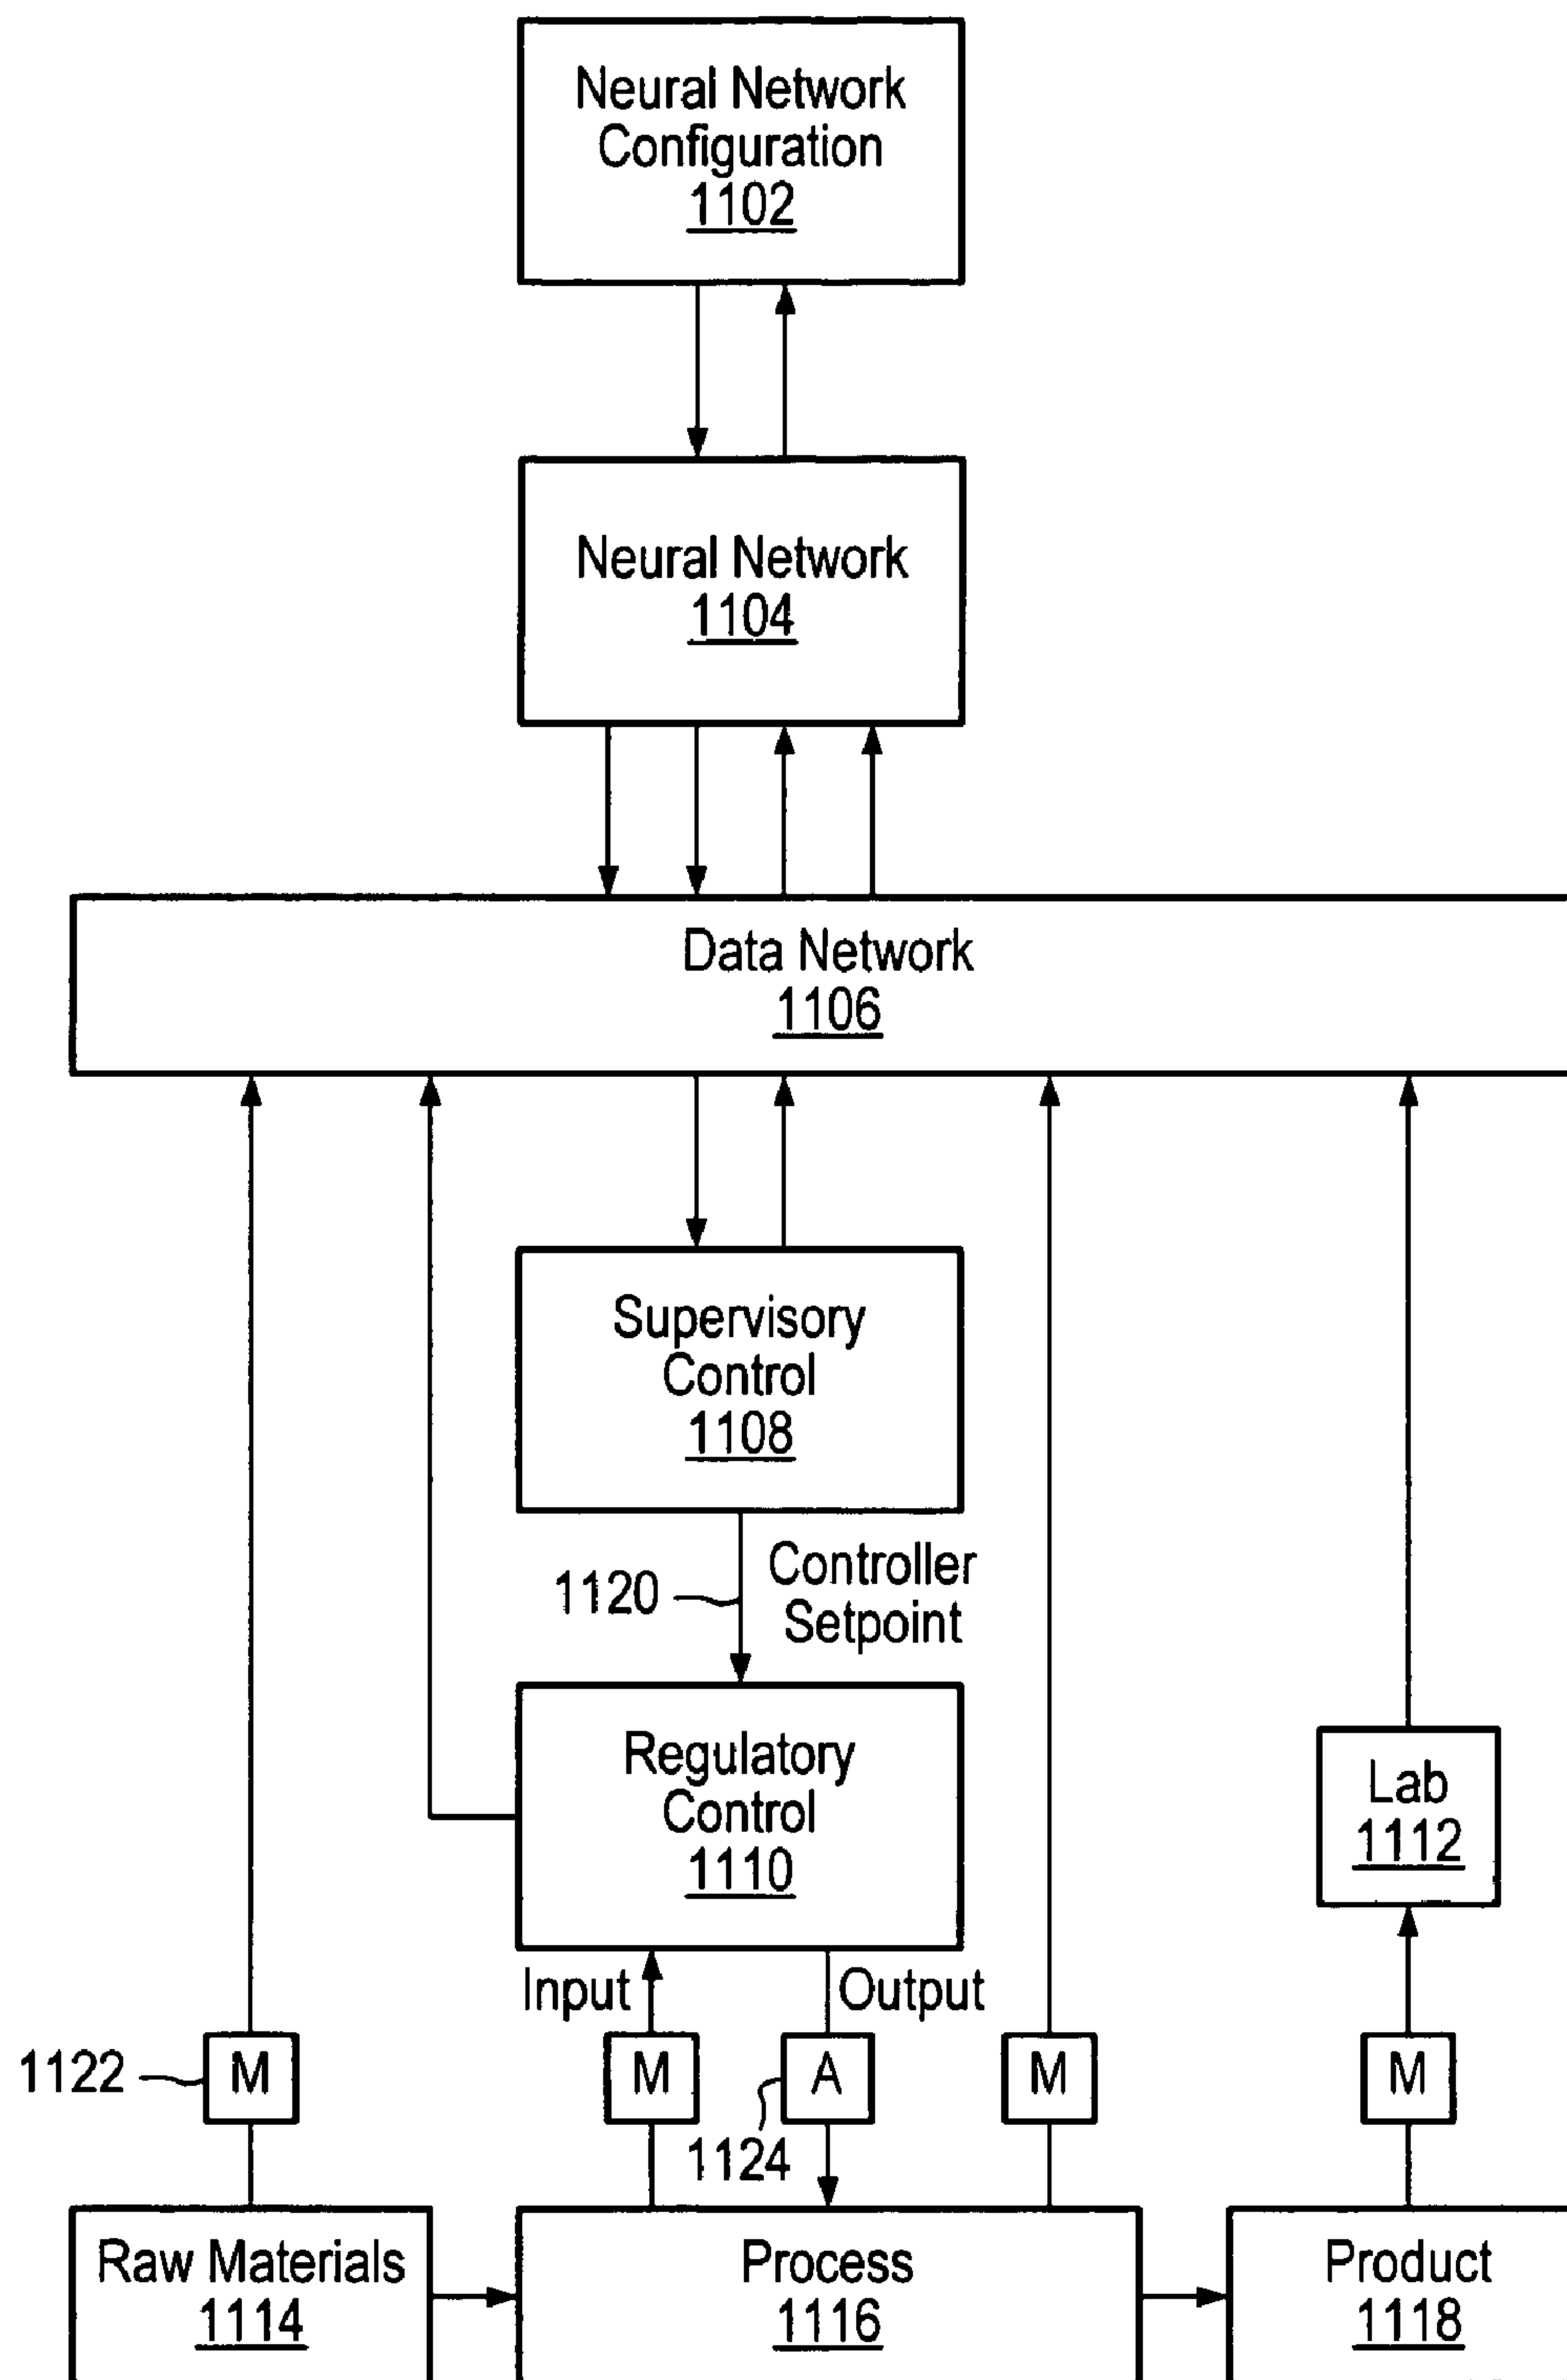 Neural Network
Configuration
1102
Neural Network
1104
Data Network
1106
Supervisory
Control
1108
1120
Controller
Setpoint
Regulatory
Control
1110
Lab
1112
Input
Output
1122
M
M
A
M
M
1124
Raw Materials
1114
Process
1116
Product
1118